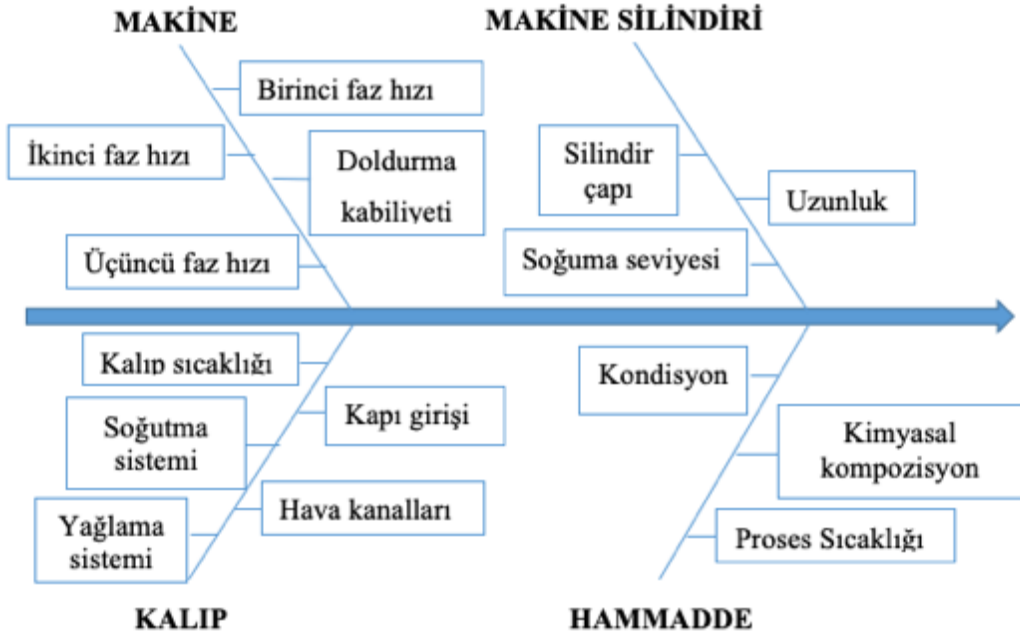 MAKİNE
MAKİNE SİLİNDİRİ
Birinci faz hızı
İkinci faz hızı
Doldurma
kabiliyeti
Üçüncü faz hızı
Silindir
çapı
Uzunluk
Soğuma seviyesi
Kalıp sıcaklığı
Kapı girişi
Soğutma
sistemi
Hava kanalları
Yağlama
sistemi
Kondisyon
Kimyasal
kompozisyon
Proses Sıcaklığı
KALIP
HAMMADDE